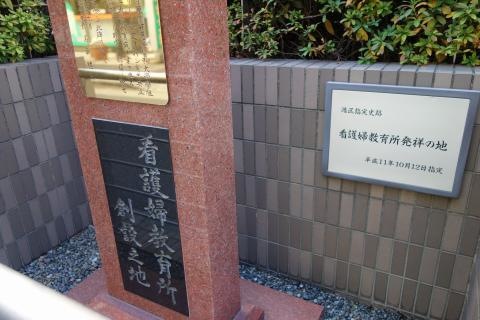 看護婦教育所
創設之地
港区指定史跡
看護婦教育所発祥の地
平成11年10月12日指定